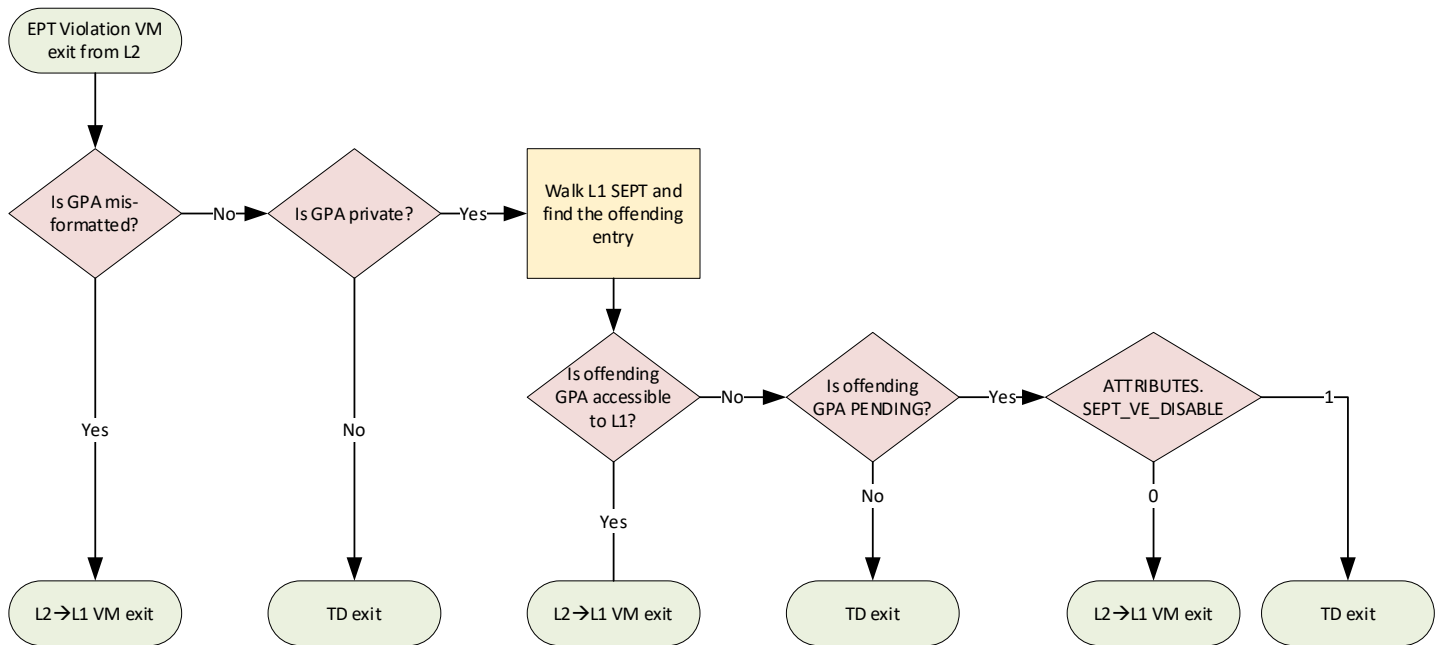 EPT Violation VM
exit from L2
Is GPA mis-
formatted?
No
Is GPA private?
Yes
Walk L1 SEPT and
find the offending
entry
Is offending
GPA accessible
to L1?
No
Is offending
GPA PENDING?
Yes
ATTRIBUTES.
SEPT_VE_DISABLE
1
Yes
No
Yes
No
0
L2→L1 VM exit
TD exit
L2→L1 VM exit
TD exit
L2→L1 VM exit
TD exit